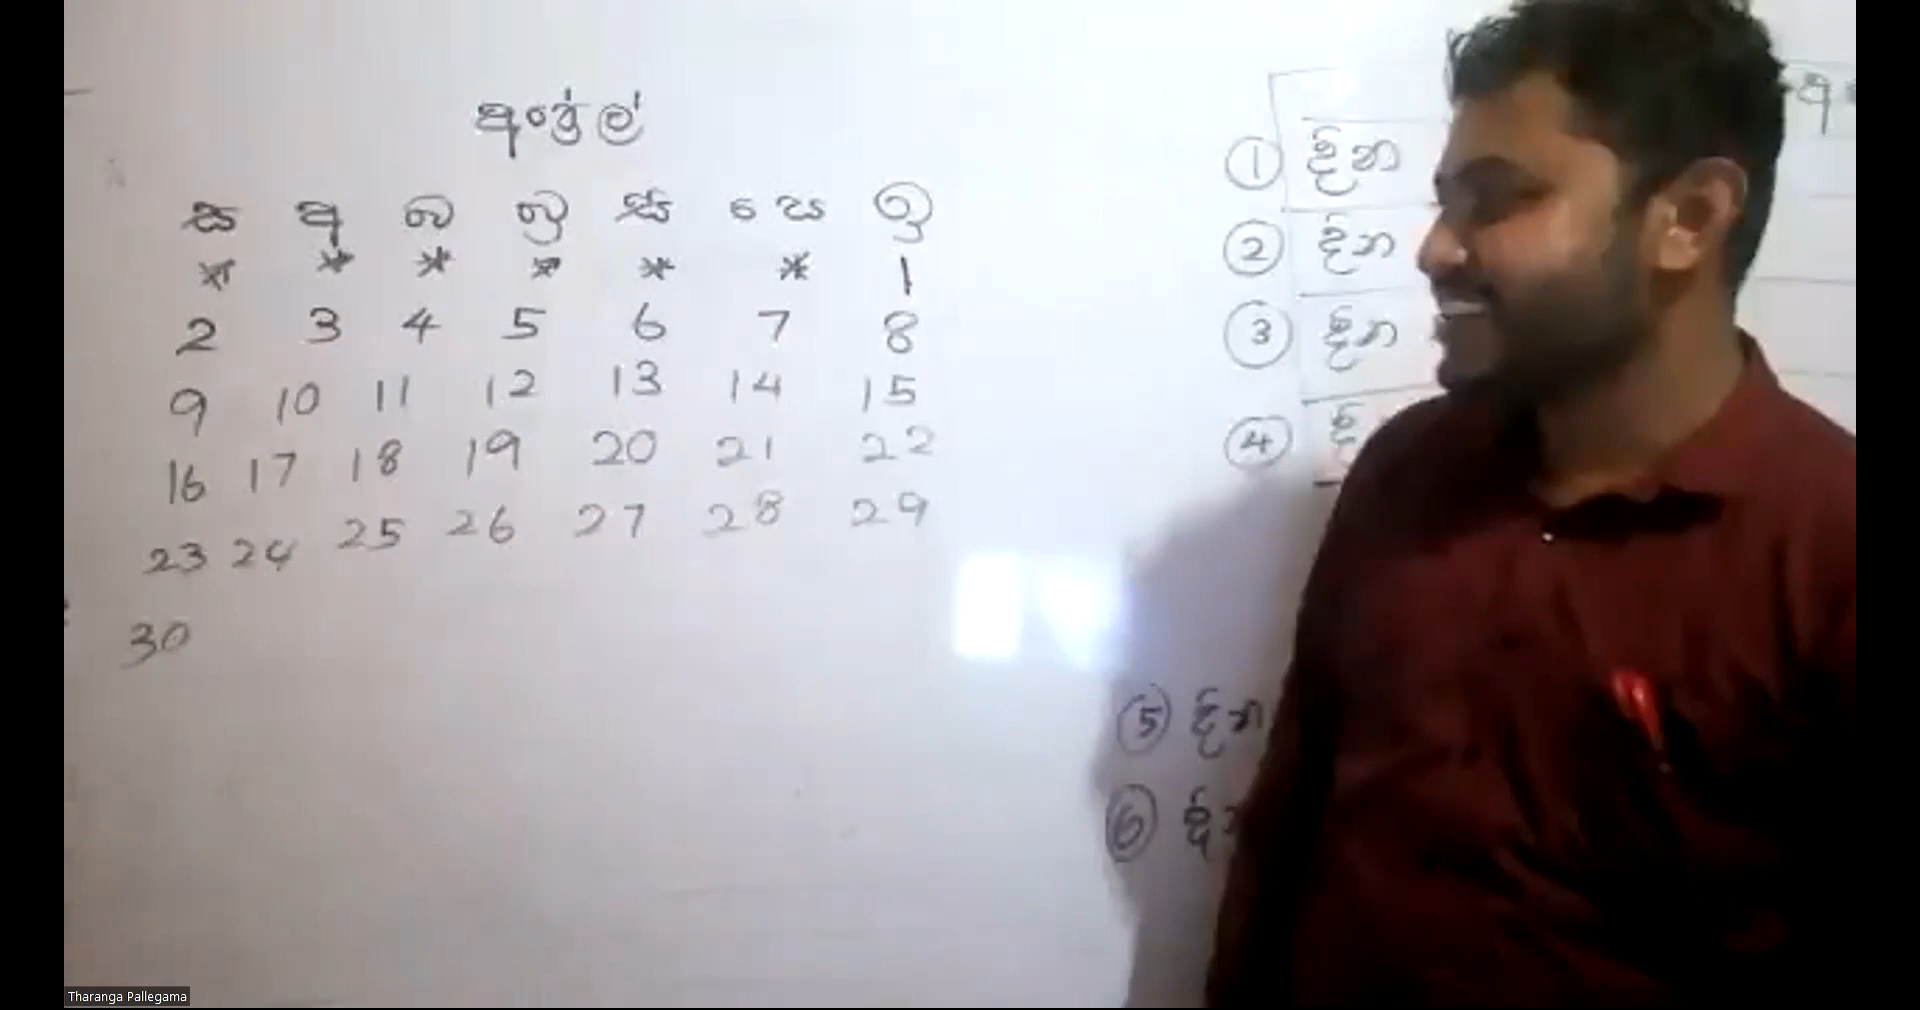 අප්‍රේල්
ස අ බ බ්‍ර සි සෙ ඉ
* * * * * * 1
2 3 4 5 6 7 8
9 10 11 12 13 14 15
16 17 18 19 20 21 22
23 24 25 26 27 28 29
30
① දින
② දින
③ දින
④ දි
⑤ දින
⑥
අ
Tharanga Pallegama